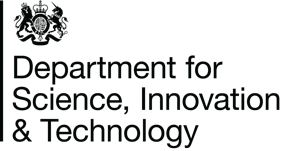 Department for
Science, Innovation
& Technology